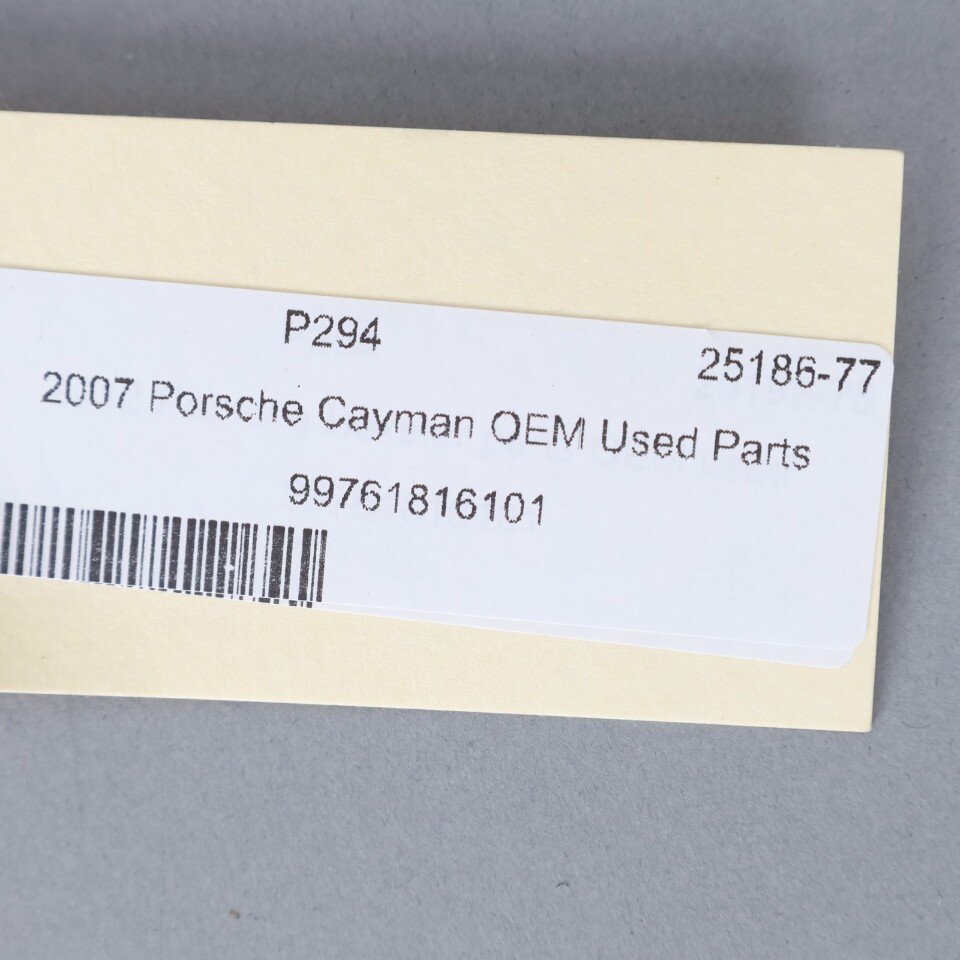 P294
25186-77
2007 Porsche Cayman OEM Used Parts
99761816101